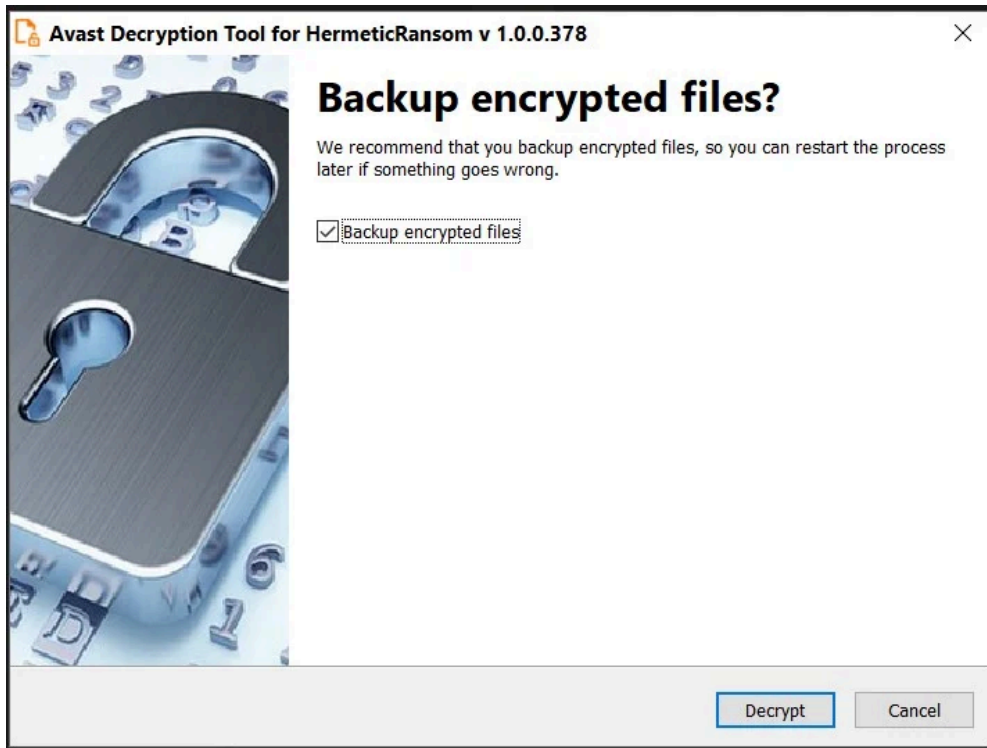 Avast Decryption Tool for HermeticRansom v 1.0.0.378
Backup encrypted files?
We recommend that you backup encrypted files, so you can restart the process
later if something goes wrong.
Backup encrypted files
Decrypt Cancel